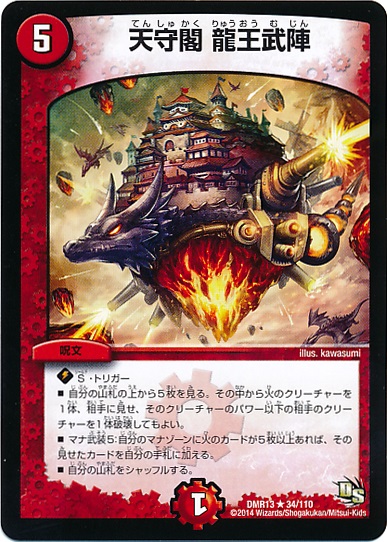 5
てんしゅかく りゅうおう むじん
天守閣 龍王武陣
呪文
illus. kawasumi
S・トリガー
■自分の山札の上から5枚を見る。その中から火のクリーチャーを
1体、相手に見せ、そのクリーチャーのパワー以下の相手のクリー
チャーを1体破壊してもよい。
■マナ武装5:自分のマナゾーンに火のカードが5枚以上あれば、その
見せたカードを自分の手札に加える。
■自分の山札をシャッフルする。
1
DS
DMR13★34/110
©2014 Wizards/Shogakukan/Mitsui-Kids